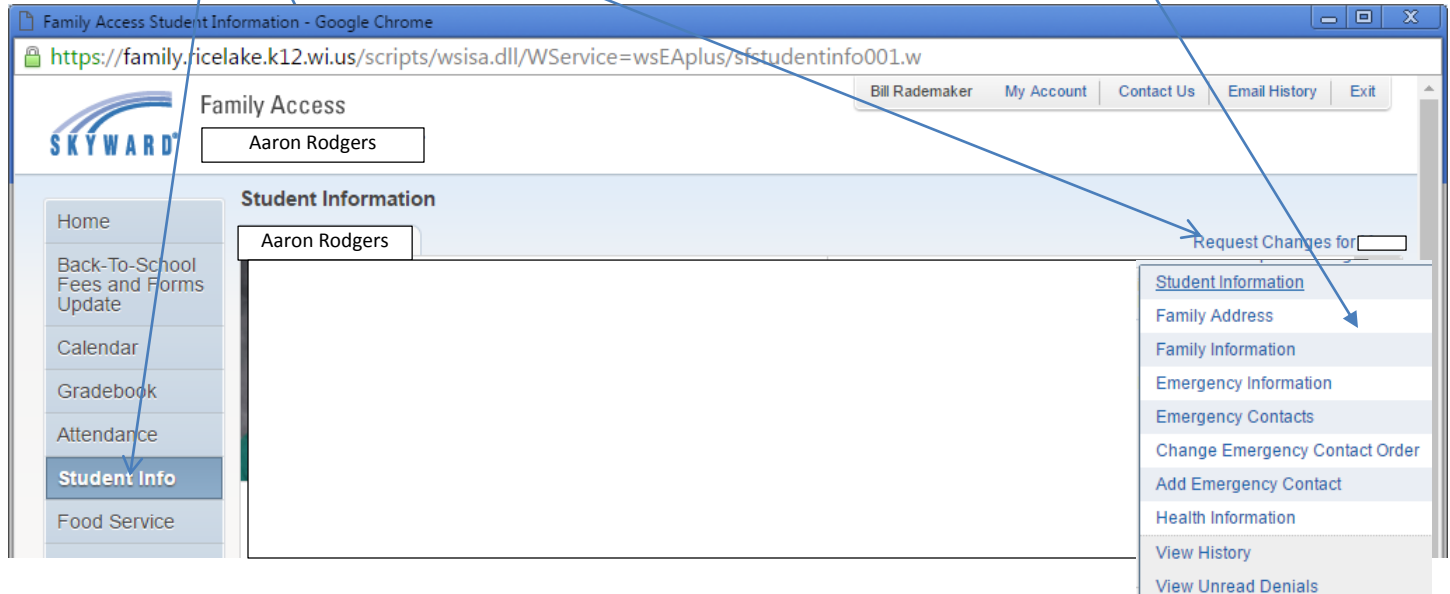 Family Access Student Information - Google Chrome
https://family.ricelake.k12.wi.us/scripts/wsisa.dll/WService=wsEAplus/sfstudentinfo001.w
SKYWARD
Family Access
Aaron Rodgers
Bill Rademaker My Account Contact Us Email History Exit
Student Information
Aaron Rodgers
Request Changes for
Home
Back-To-School
Fees and Forms
Update
Calendar
Gradebook
Attendance
Student Info
Food Service
Student Information
Family Address
Family Information
Emergency Information
Emergency Contacts
Change Emergency Contact Order
Add Emergency Contact
Health Information
View History
View Unread Denials